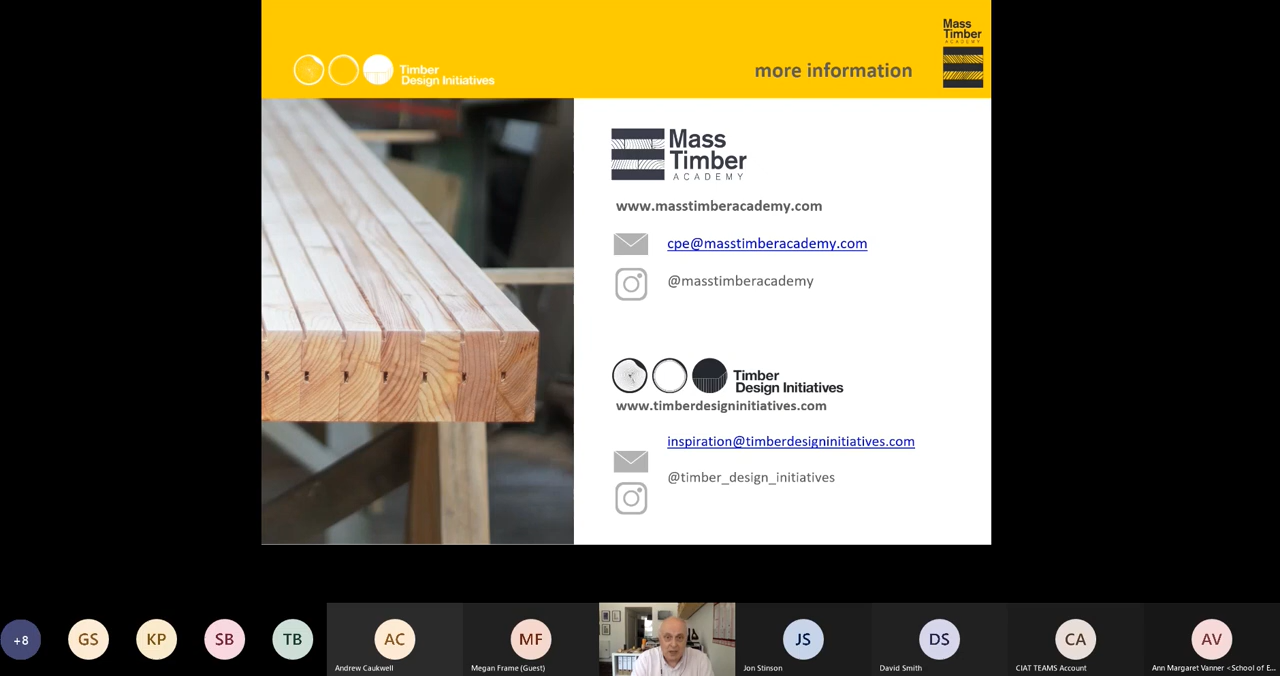 Mass
Timber
ACADEMY
Timber
Design Initiatives
more information
Mass
Timber
ACADEMY
www.masstimberacademy.com
cpe@masstimberacademy.com
@masstimberacademy
Timber
Design Initiatives
www.timberdesigninitiatives.com
inspiration@timberdesigninitiatives.com
@timber_design_initiatives
+8
GS
KP
SB
TB
AC
MF
JS
DS
CA
AV
Andrew Caukwell
Megan Frame (Guest)
Jon Stinson
David Smith
CIAT TEAMS Account
Ann Margaret Vanner <School of E...